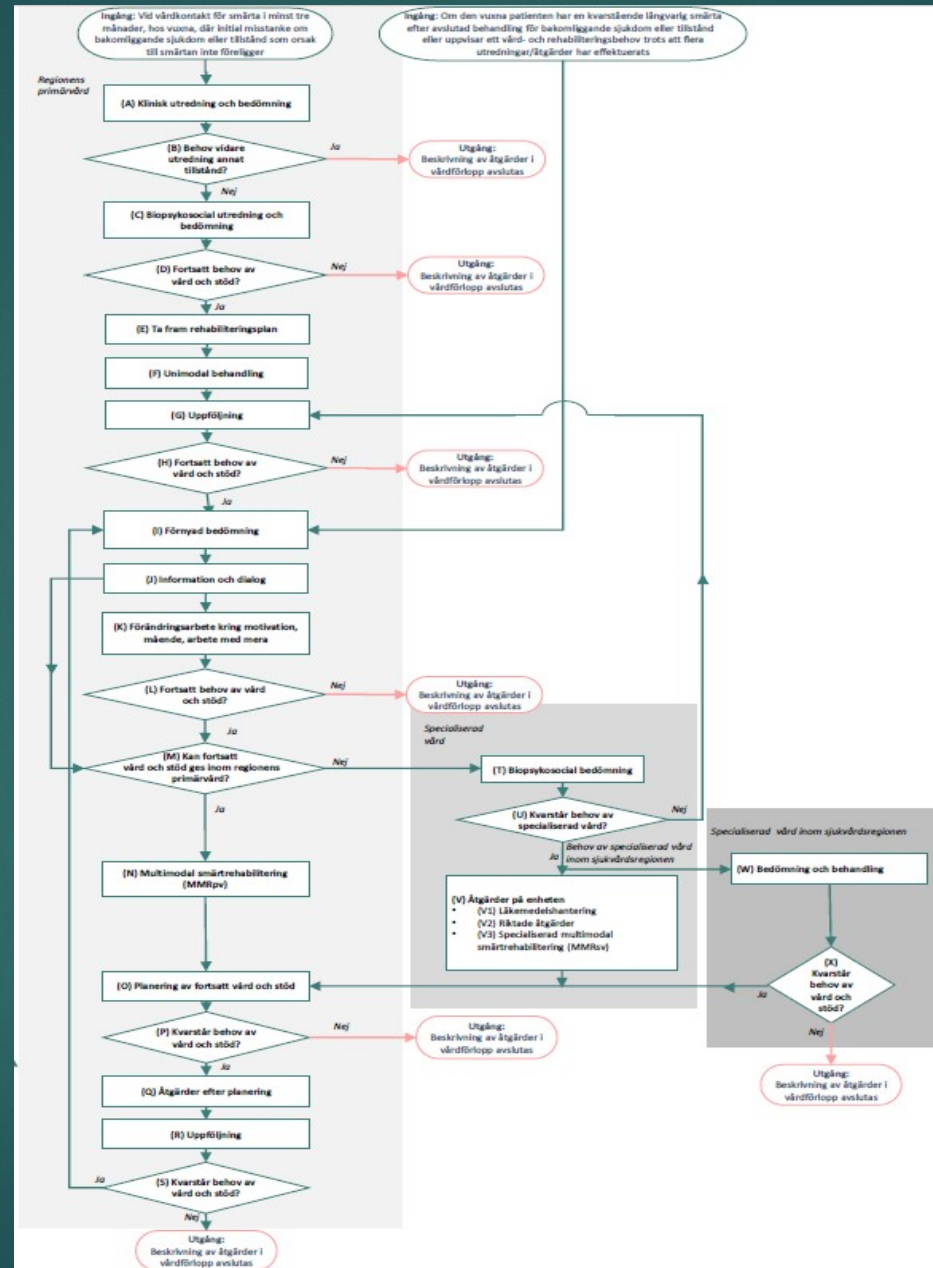 Ingång: Vid vårdkontakt för smärta i minst tre
månader, hos vuxna, där initial misstanke om
bakomliggande sjukdom eller tillstånd som orsak
till smärtan inte föreligger
Ingång: Om den vuxna patienten har en kvarstående långvarig smärta
efter avslutad behandling för bakomliggande sjukdom eller tillstånd
eller uppvisar ett vård- och rehabiliteringsbehov trots att flera
utredningar/åtgärder har effektuerats
Regionens
primärvård
(A) Klinisk utredning och bedömning
(B) Behov vidare
utredning annat
tillstånd?
Ja
Utgång:
Beskrivning av åtgärder i
vårdförlopp avslutas
Nej
(C) Biopsykosocial utredning och
bedömning
(D) Fortsatt behov av
vård och stöd?
Nej
Utgång:
Beskrivning av åtgärder i
vårdförlopp avslutas
Ja
(E) Ta fram rehabiliteringsplan
(F) Unimodal behandling
(G) Uppföljning
(H) Fortsatt behov av
vård och stöd?
Nej
Utgång:
Beskrivning av åtgärder i
vårdförlopp avslutas
Ja
(I) Förnyad bedömning
(J) Information och dialog
(K) Förändringsarbete kring motivation,
mående, arbete med mera
(L) Fortsatt behov av vård
och stöd?
Nej
Utgång:
Beskrivning av åtgärder i
vårdförlopp avslutas
Ja
(M) Kan fortsatt
vård och stöd ges inom regionens
primärvård?
Nej
Ja
Specialiserad
vård
(T) Biopsykosocial bedömning
(U) Kvarstår behov av
specialiserad vård?
Nej
Ja
Behov av specialiserad vård
inom sjukvårdsregionen
Specialiserad vård inom sjukvårdsregionen
(W) Bedömning och behandling
(N) Multimodal smärtrehabilitering
(MMRpv)
(V) Åtgärder på enheten
• (V1) Läkemedelshantering
• (V2) Riktade åtgärder
• (V3) Specialiserad multimodal
smärtrehabilitering (MMRsv)
(X)
Kvarstår
behov av
vård och
stöd?
Ja
Nej
Utgång:
Beskrivning av åtgärder i
vårdförlopp avslutas
(O) Planering av fortsatt vård och stöd
(P) Kvarstår behov av
vård och stöd?
Nej
Utgång:
Beskrivning av åtgärder i
vårdförlopp avslutas
Ja
(Q) Åtgärder efter planering
(R) Uppföljning
(S) Kvarstår behov av
vård och stöd?
Ja
Nej
Utgång:
Beskrivning av åtgärder i
vårdförlopp avslutas